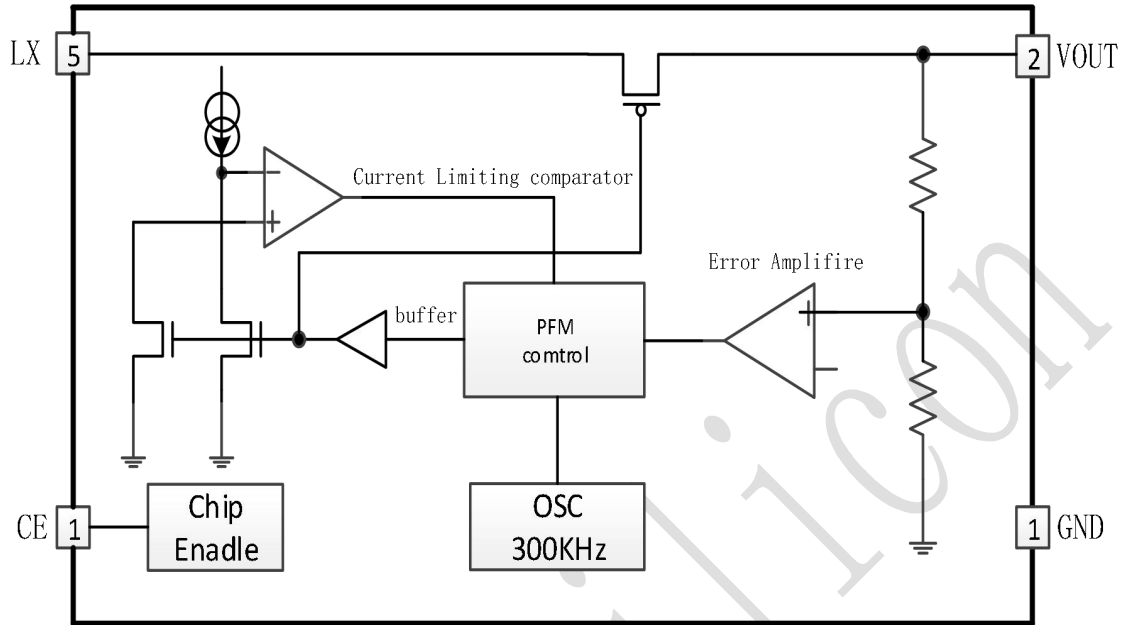 LX
5
2
VOUT
Current Limiting comparator
Error Amplifire
buffer
PFM
comtrol
CE
1
Chip
Enadle
OSC
300KHz
1
GND
ilicon